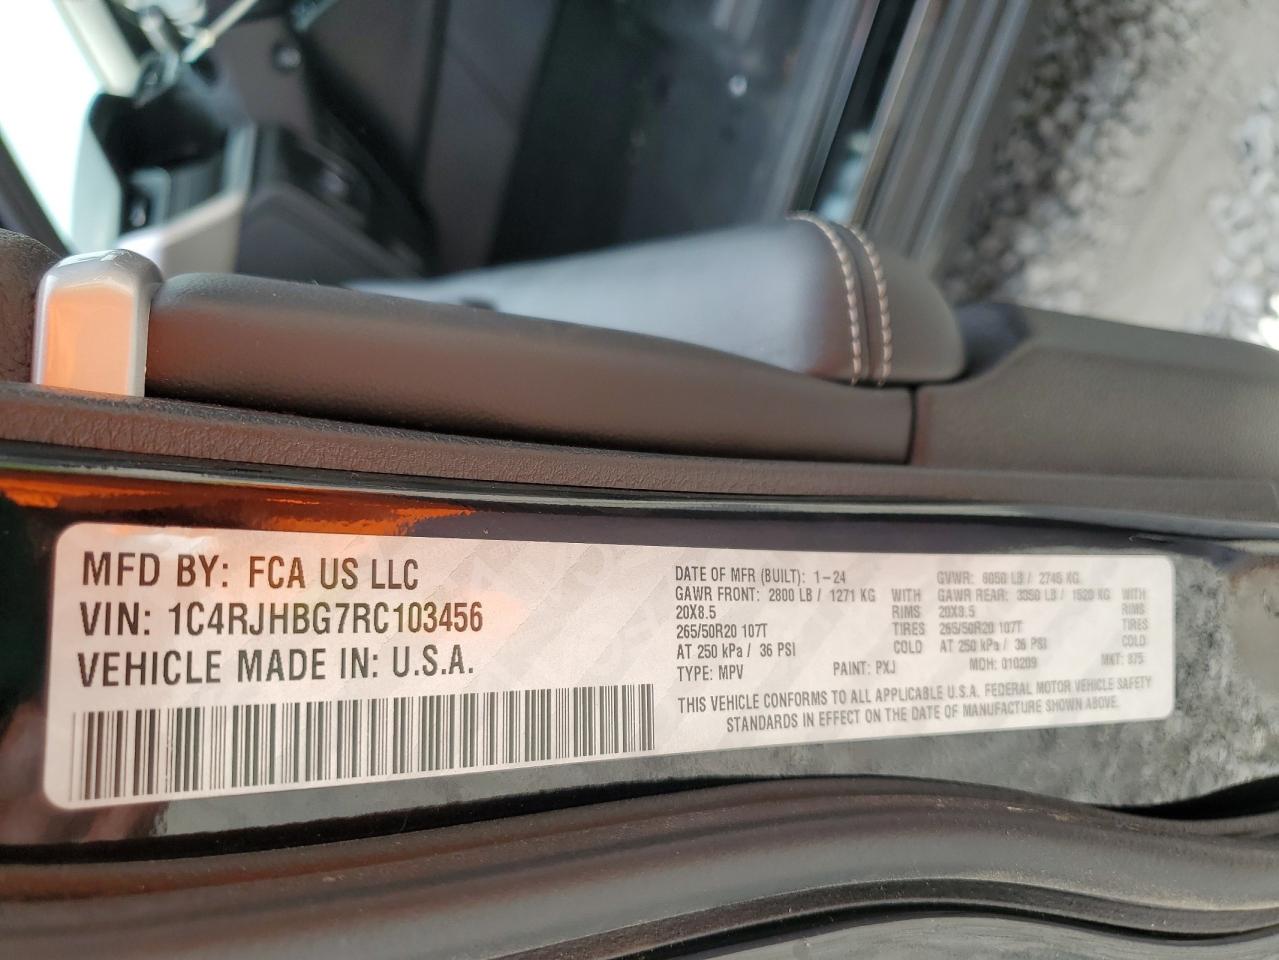 MFD BY: FCA US LLC
VIN: 1C4RJHBG7RC103456
VEHICLE MADE IN: U.S.A.
DATE OF MFR (BUILT): 1-24 GVWR: 6050 LB / 2745 KG
GAWR FRONT: 2800 LB / 1271 KG WITH GAWR REAR: 3350 LB / 1520 KG WITH
20X8.5 RIMS 20X8.5 RIMS
265/50R20 107T TIRES 265/50R20 107T TIRES
AT 250 kPa / 36 PSI COLD AT 250 kPa / 36 PSI COLD
TYPE: MPV PAINT: PXJ MDH: 010209 MKT: 875
THIS VEHICLE CONFORMS TO ALL APPLICABLE U.S.A. FEDERAL MOTOR VEHICLE SAFETY
STANDARDS IN EFFECT ON THE DATE OF MANUFACTURE SHOWN ABOVE.